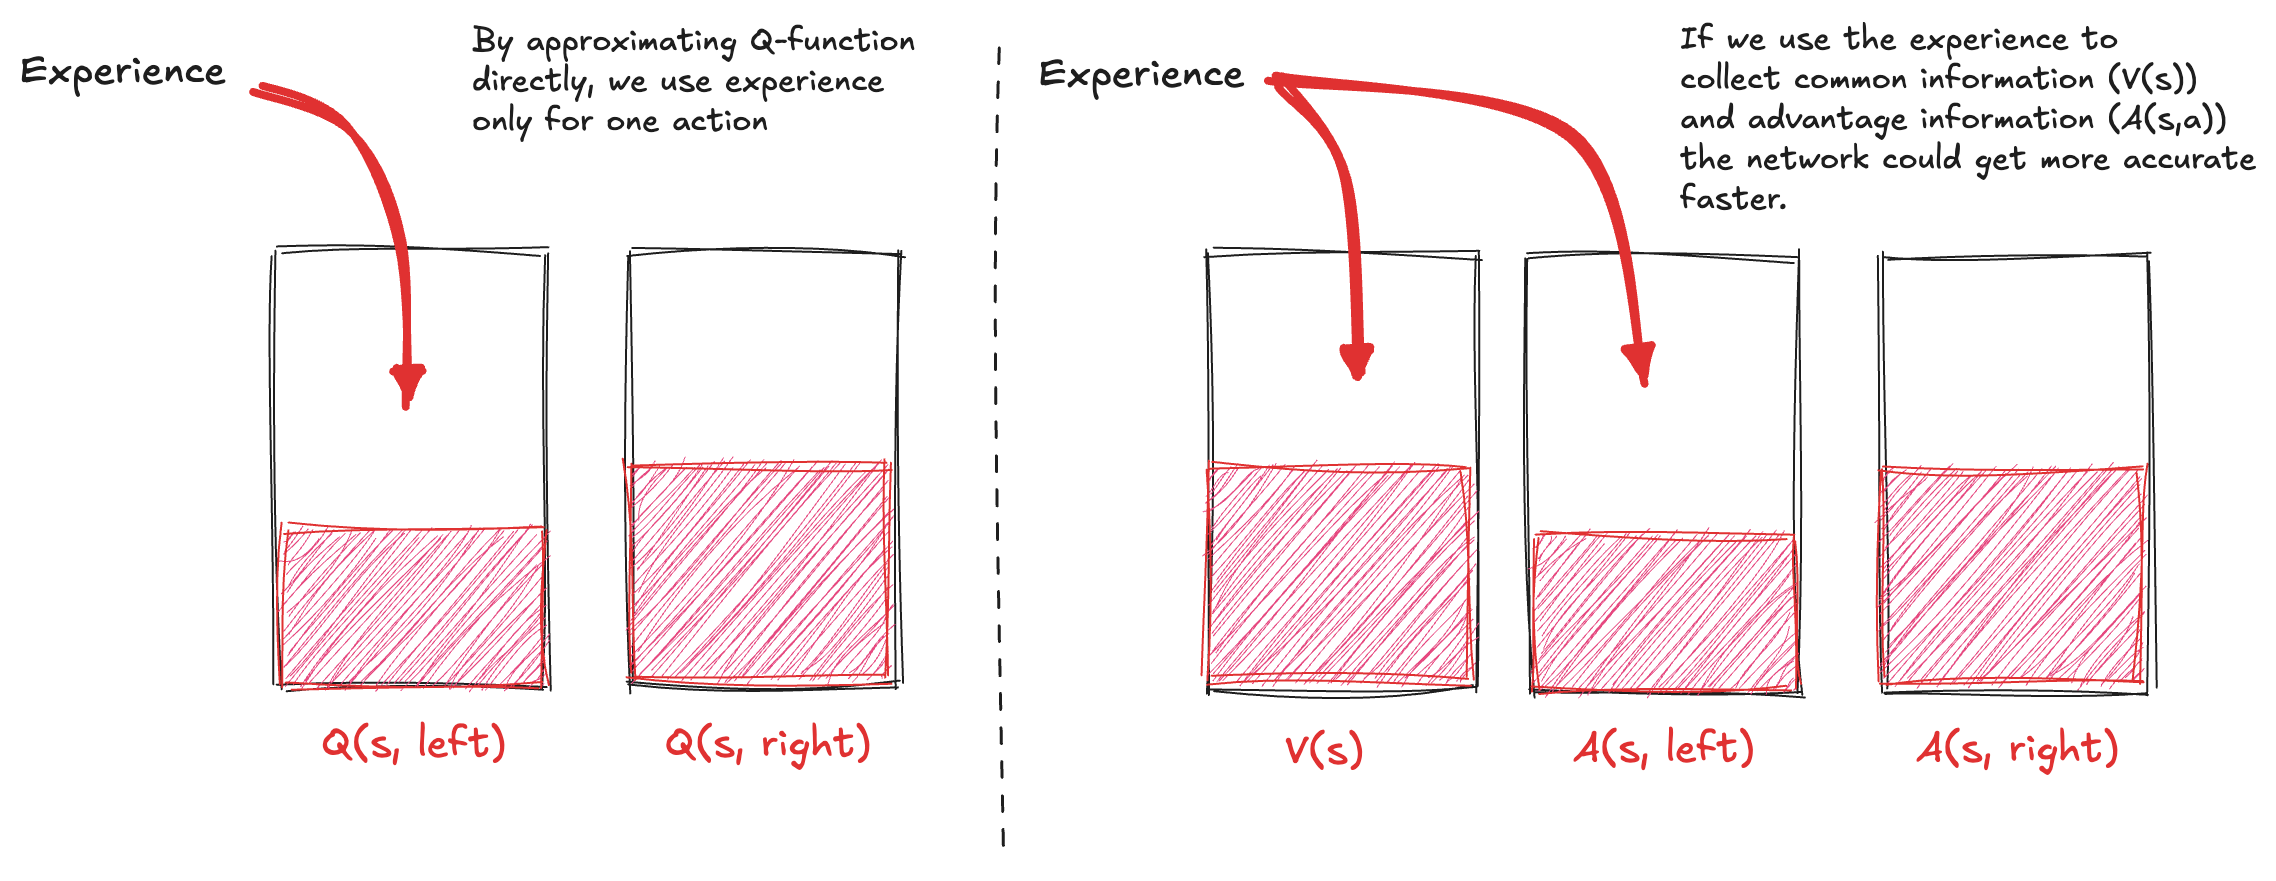 Experience
By approximating Q-function
directly, we use experience
only for one action
Q(s, left)
Q(s, right)
Experience
If we use the experience to
collect common information (V(s))
and advantage information (A(s,a))
the network could get more accurate
faster.
V(s)
A(s, left)
A(s, right)